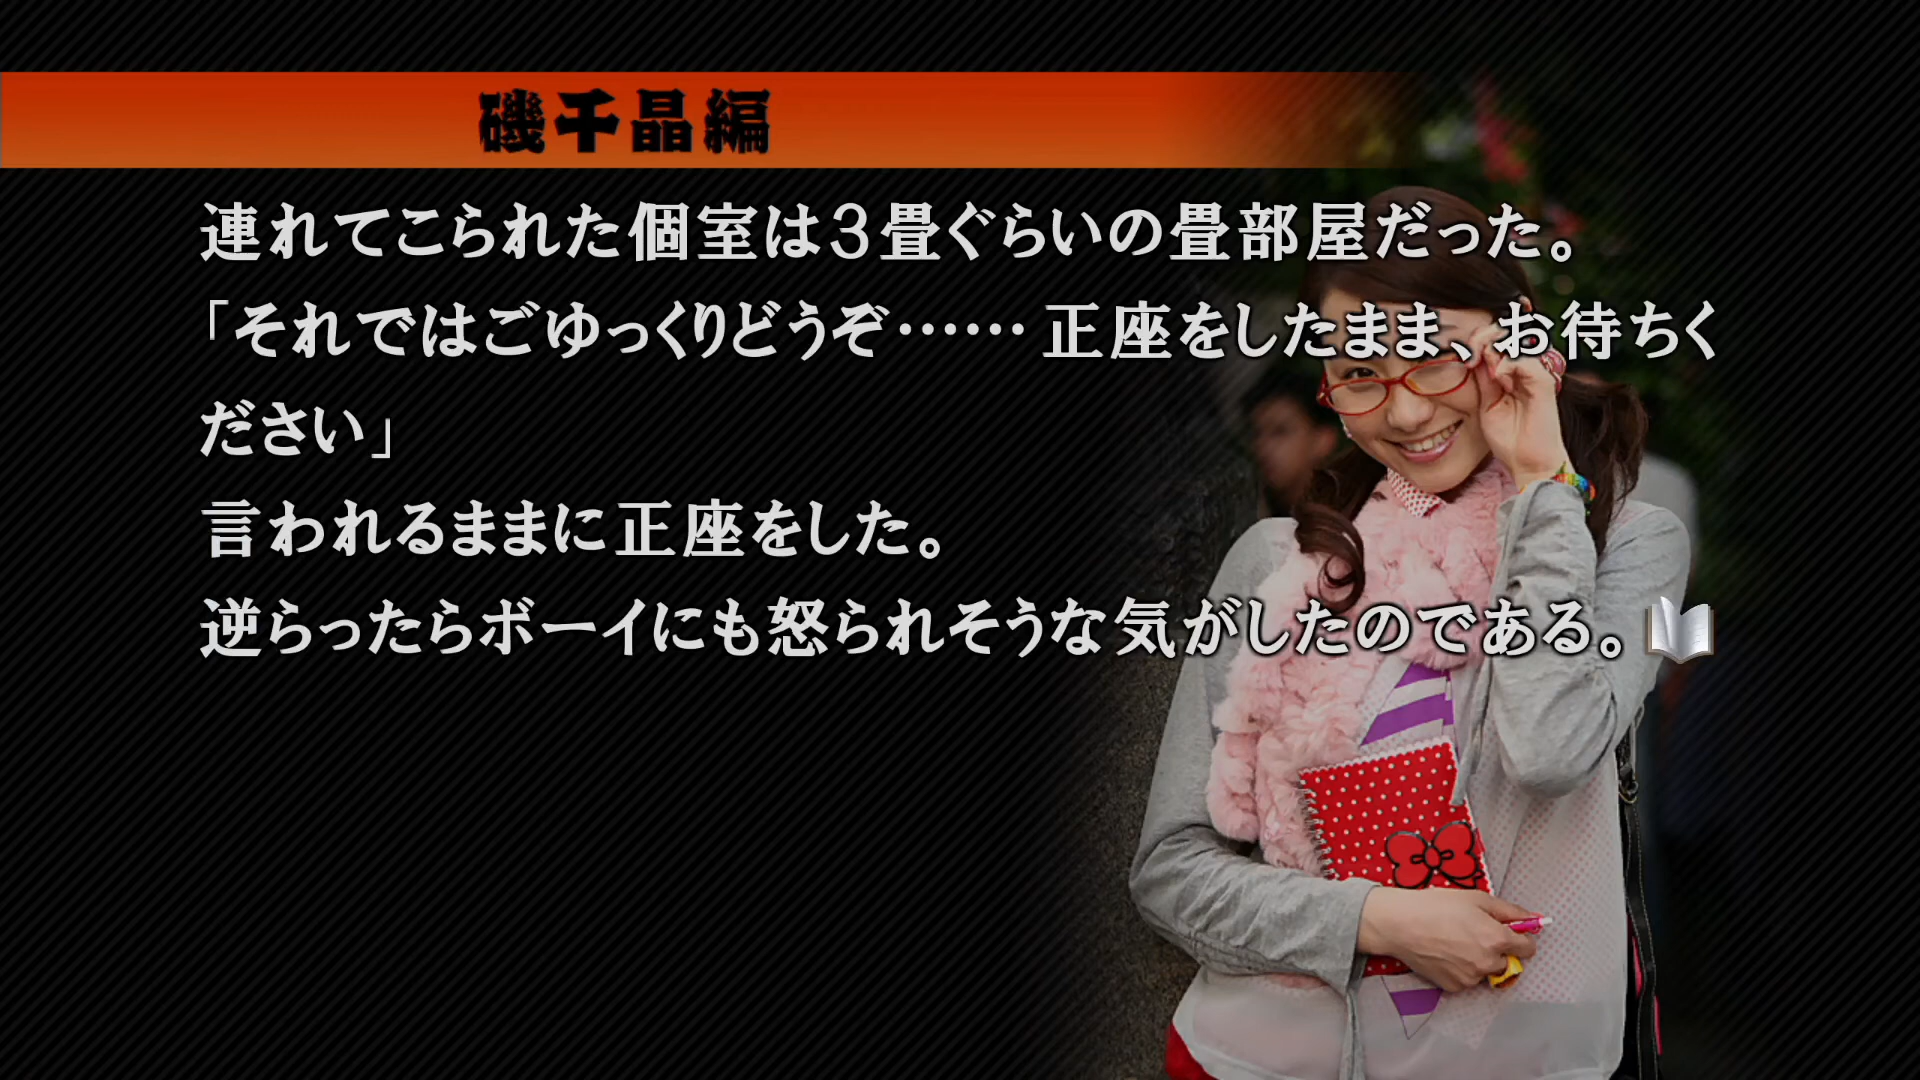 磯千晶編
連れてこられた個室は３畳ぐらいの畳部屋だった。
「それではごゆっくりどうぞ……正座をしたまま、お待ちく
ださい」
言われるままに正座をした。
逆らったらボーイにも怒られそうな気がしたのである。